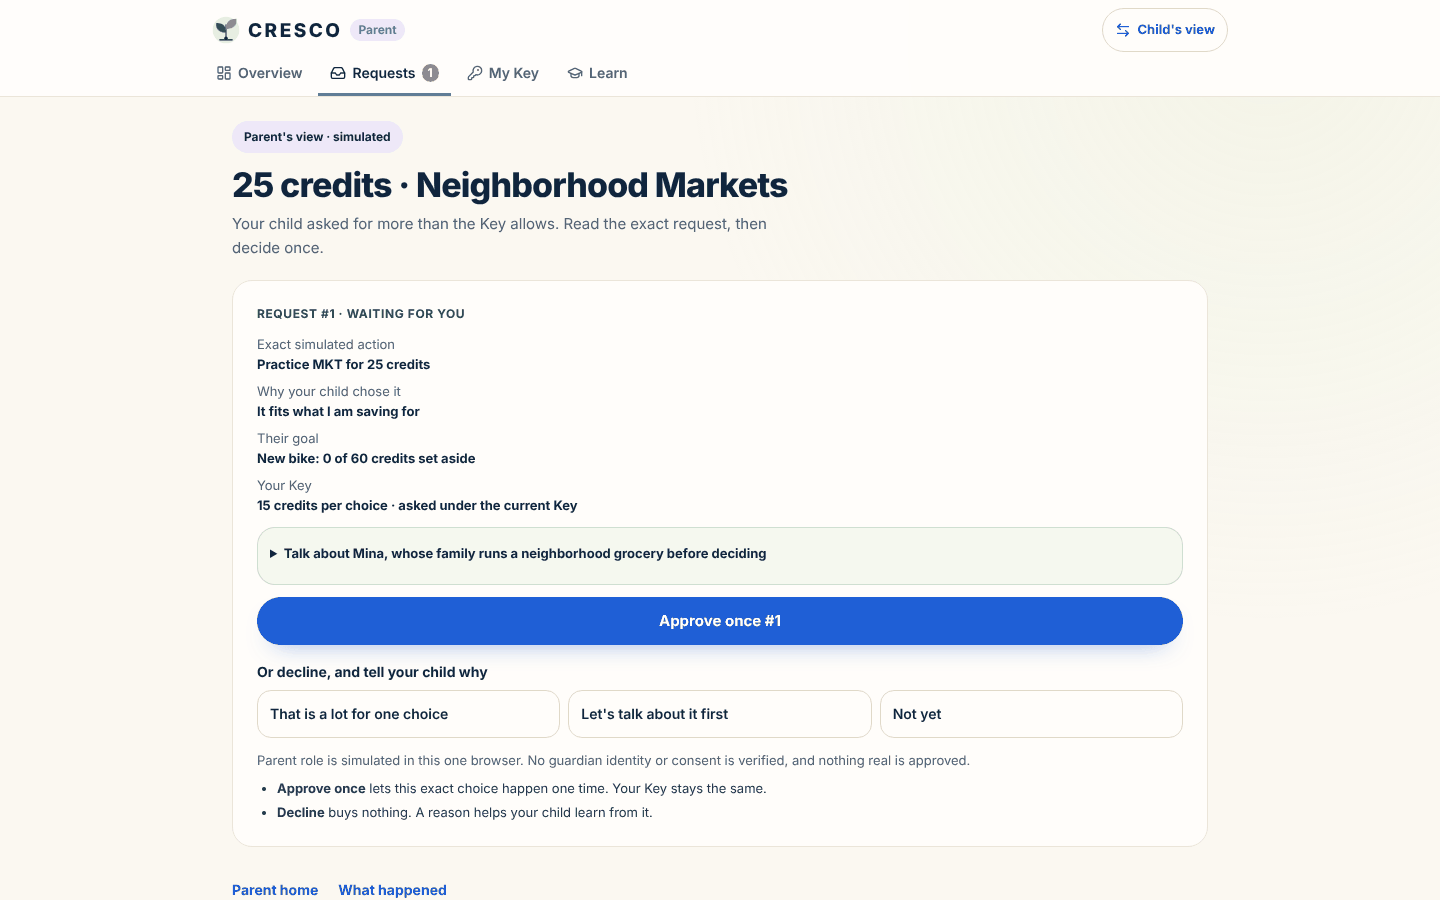 CRESCO Parent
Child's view
Overview Requests 1 My Key Learn
Parent's view · simulated
25 credits · Neighborhood Markets
Your child asked for more than the Key allows. Read the exact request, then
decide once.
REQUEST #1 · WAITING FOR YOU
Exact simulated action
Practice MKT for 25 credits
Why your child chose it
It fits what I am saving for
Their goal
New bike: 0 of 60 credits set aside
Your Key
15 credits per choice · asked under the current Key
Talk about Mina, whose family runs a neighborhood grocery before deciding
Approve once #1
Or decline, and tell your child why
That is a lot for one choice
Let's talk about it first
Not yet
Parent role is simulated in this one browser. No guardian identity or consent is verified, and nothing real is approved.
• Approve once lets this exact choice happen one time. Your Key stays the same.
• Decline buys nothing. A reason helps your child learn from it.
Parent home What happened